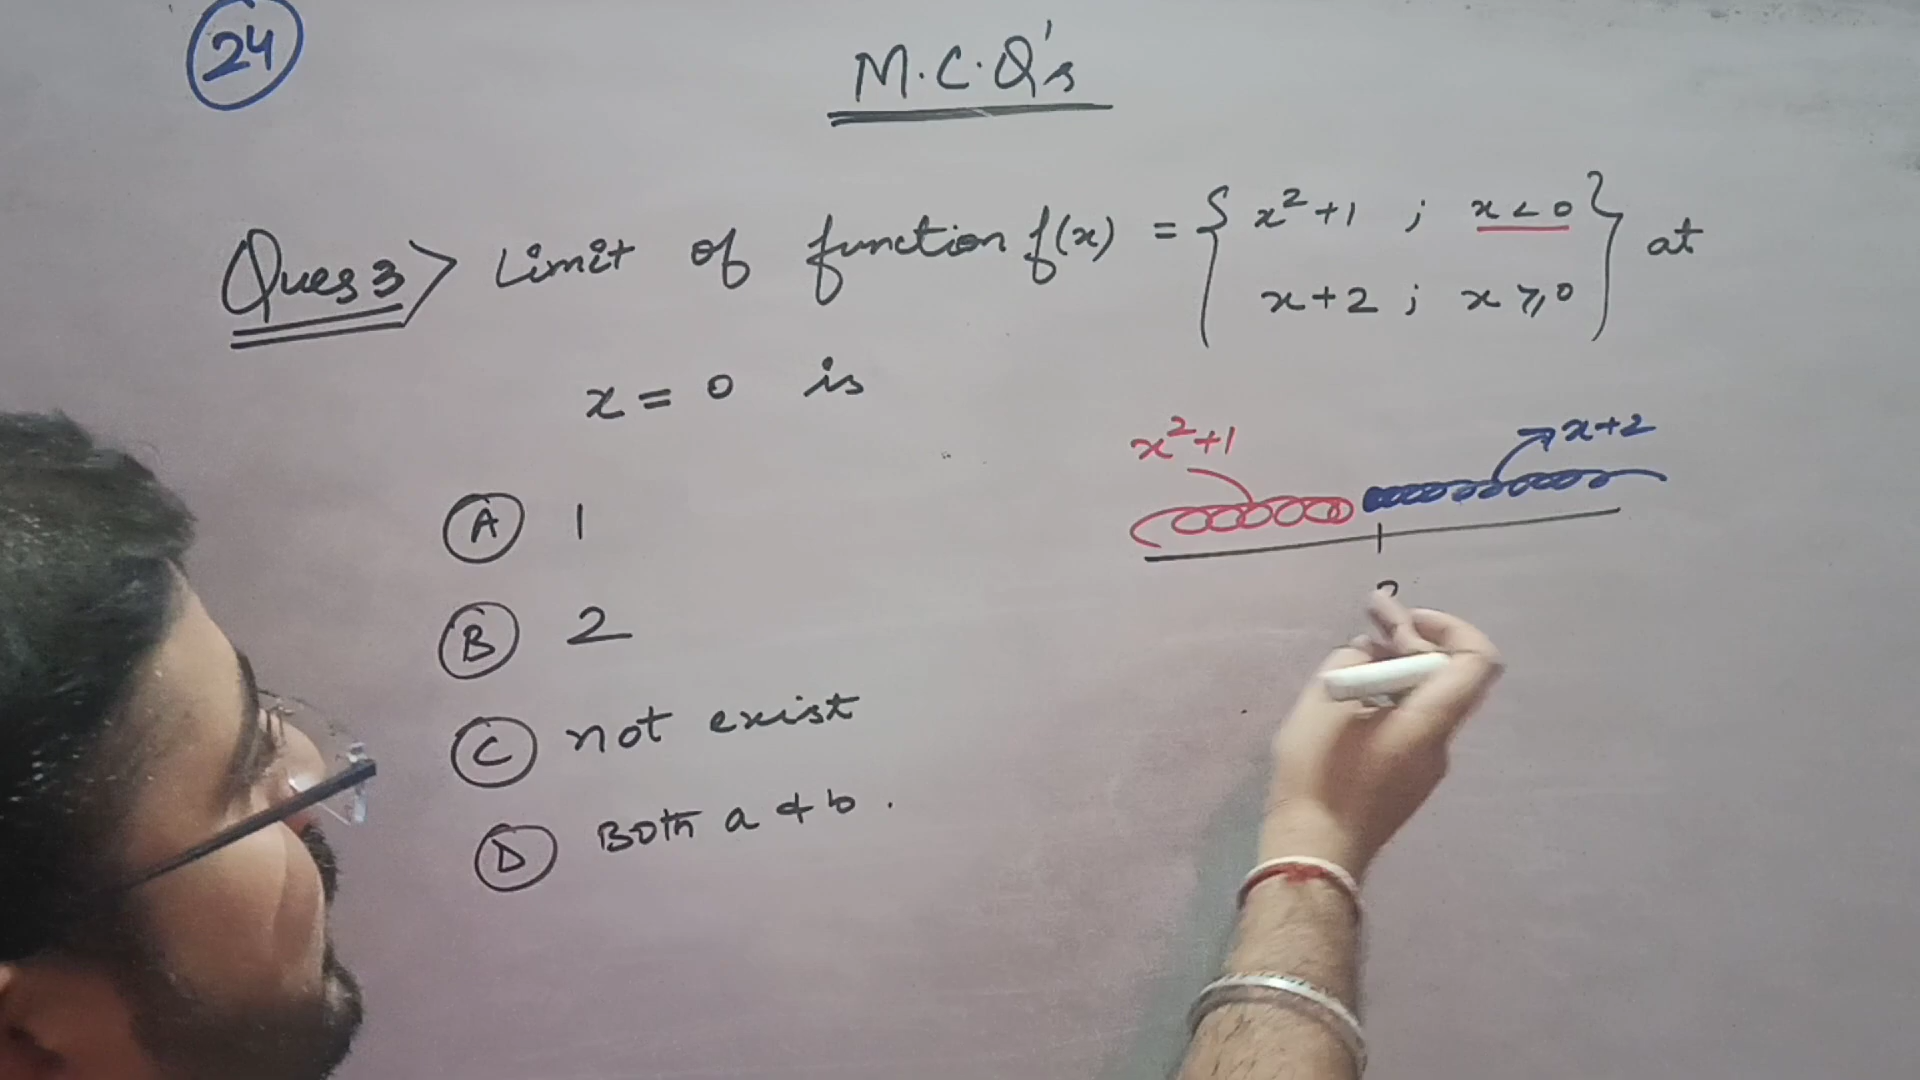 24
M.C.Q's
Ques 3> Limit of function f(x) = { x²+1 ; x<0
x+2 ; x≥0 } at
x = 0 is
x²+1
x+2
A 1
B 2
C not exist
D Both a & b.